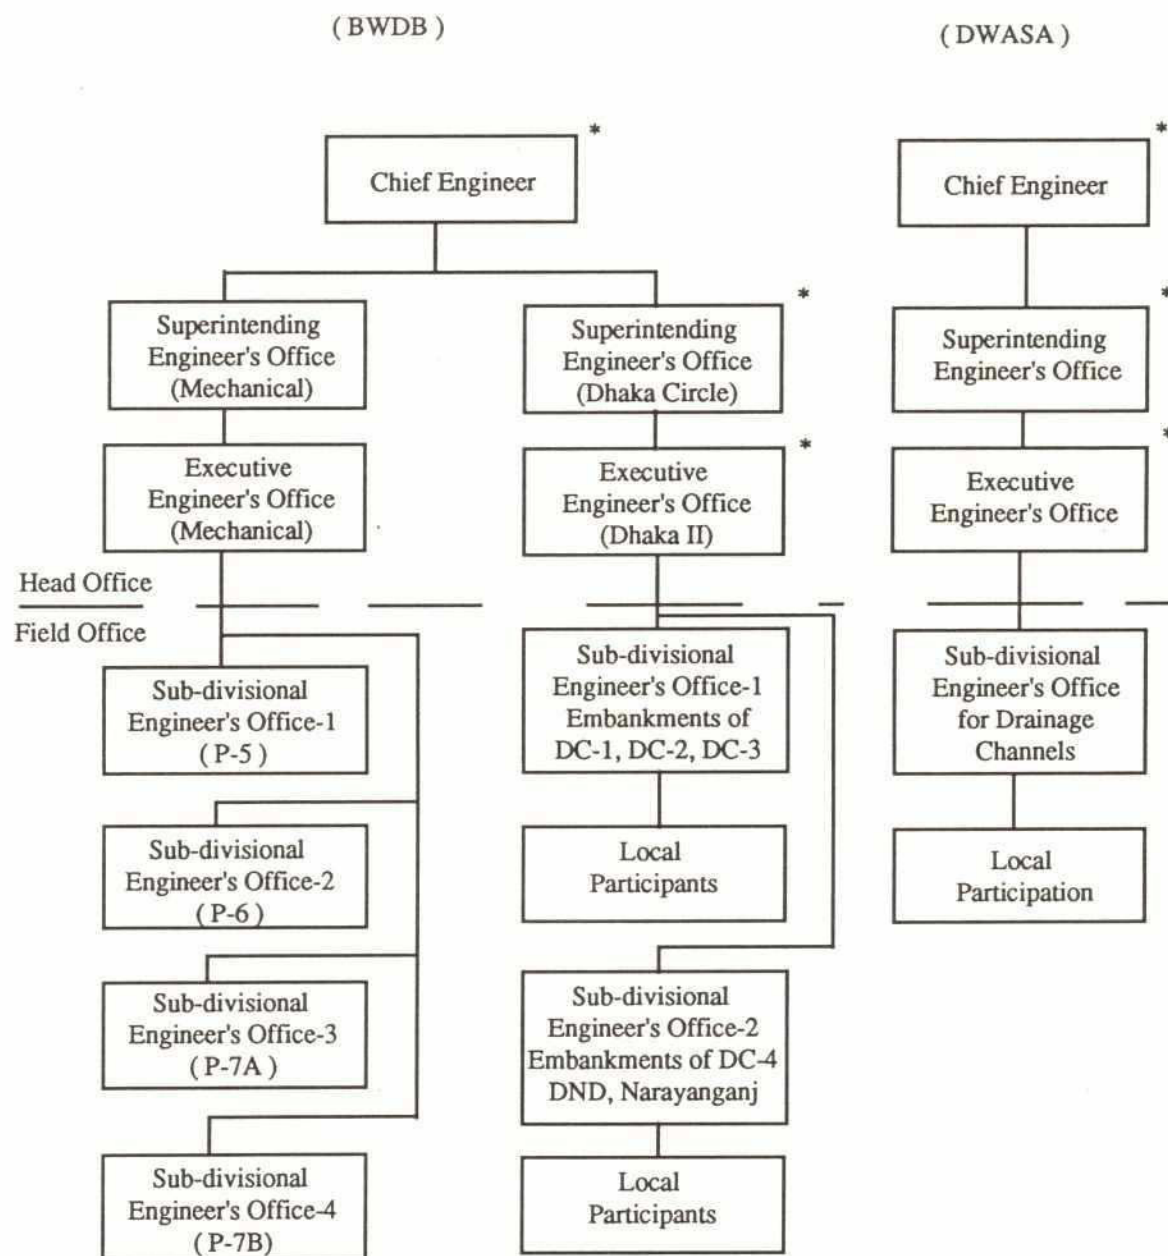 ( BWDB )
( DWASA )
*
Chief Engineer
*
Chief Engineer
Superintending
Engineer's Office
(Mechanical)
*
Superintending
Engineer's Office
(Dhaka Circle)
*
Superintending
Engineer's Office
Executive
Engineer's Office
(Mechanical)
*
Executive
Engineer's Office
(Dhaka II)
*
Executive
Engineer's Office
Head Office
Field Office
Sub-divisional
Engineer's Office-1
( P-5 )
Sub-divisional
Engineer's Office-2
( P-6 )
Sub-divisional
Engineer's Office-3
( P-7A )
Sub-divisional
Engineer's Office-4
(P-7B)
Sub-divisional
Engineer's Office-1
Embankments of
DC-1, DC-2, DC-3
Local
Participants
Sub-divisional
Engineer's Office-2
Embankments of DC-4
DND, Narayanganj
Local
Participants
Sub-divisional
Engineer's Office
for Drainage
Channels
Local
Participation